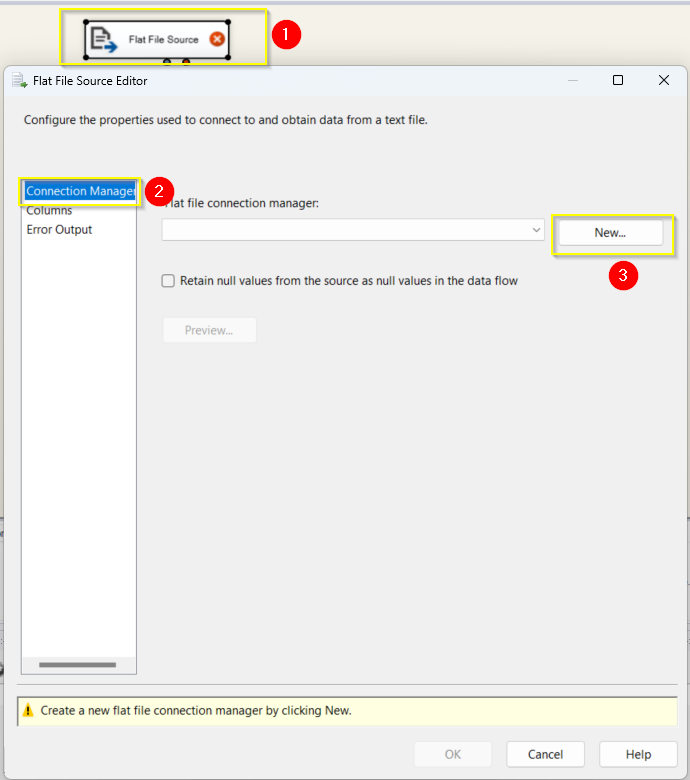 Flat File Source
1
Flat File Source Editor
Configure the properties used to connect to and obtain data from a text file.
Connection Manager
2
Columns
Error Output
Flat file connection manager:
New...
3
Retain null values from the source as null values in the data flow
Preview...
Create a new flat file connection manager by clicking New.
OK
Cancel
Help